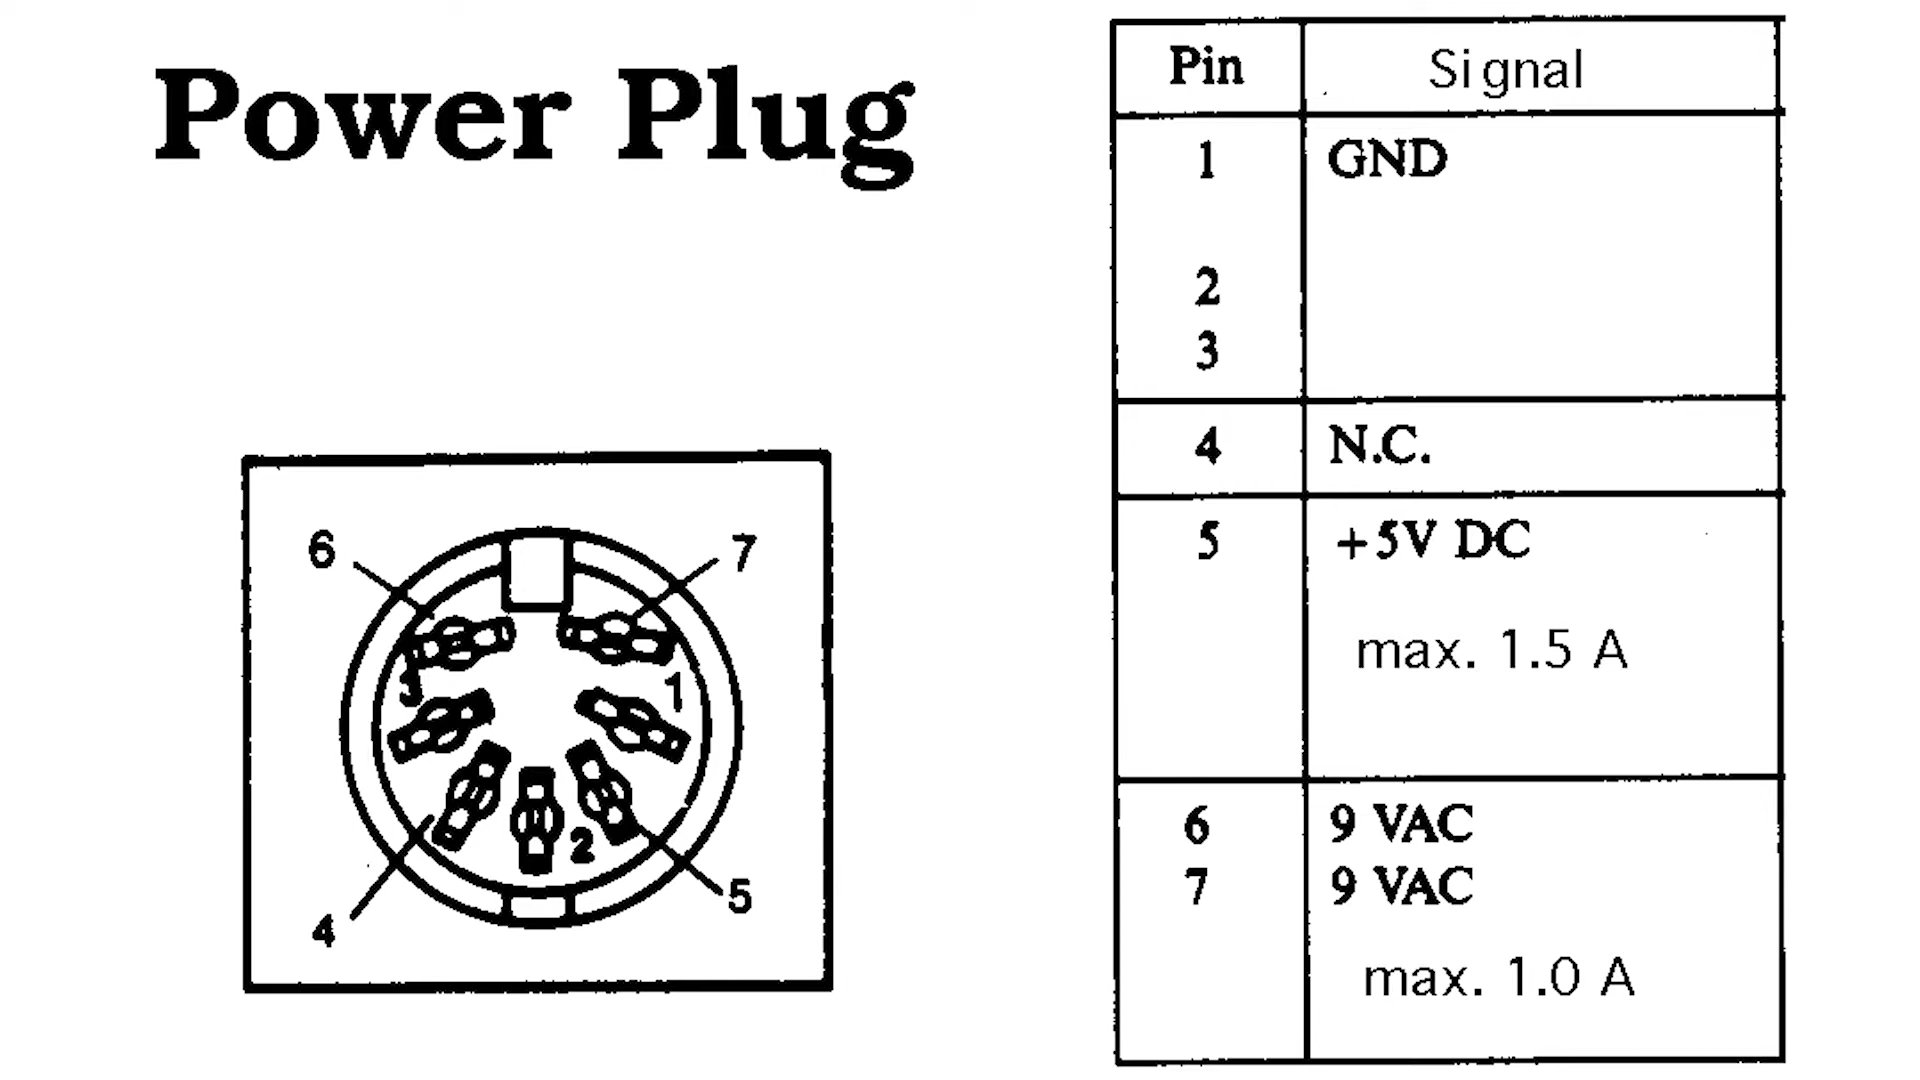 Power Plug
Pin Signal
1 GND
2
3
4 N.C.
5 +5V DC
max. 1.5 A
6 9 VAC
7 9 VAC
max. 1.0 A
6 7
3 1
2
4 5